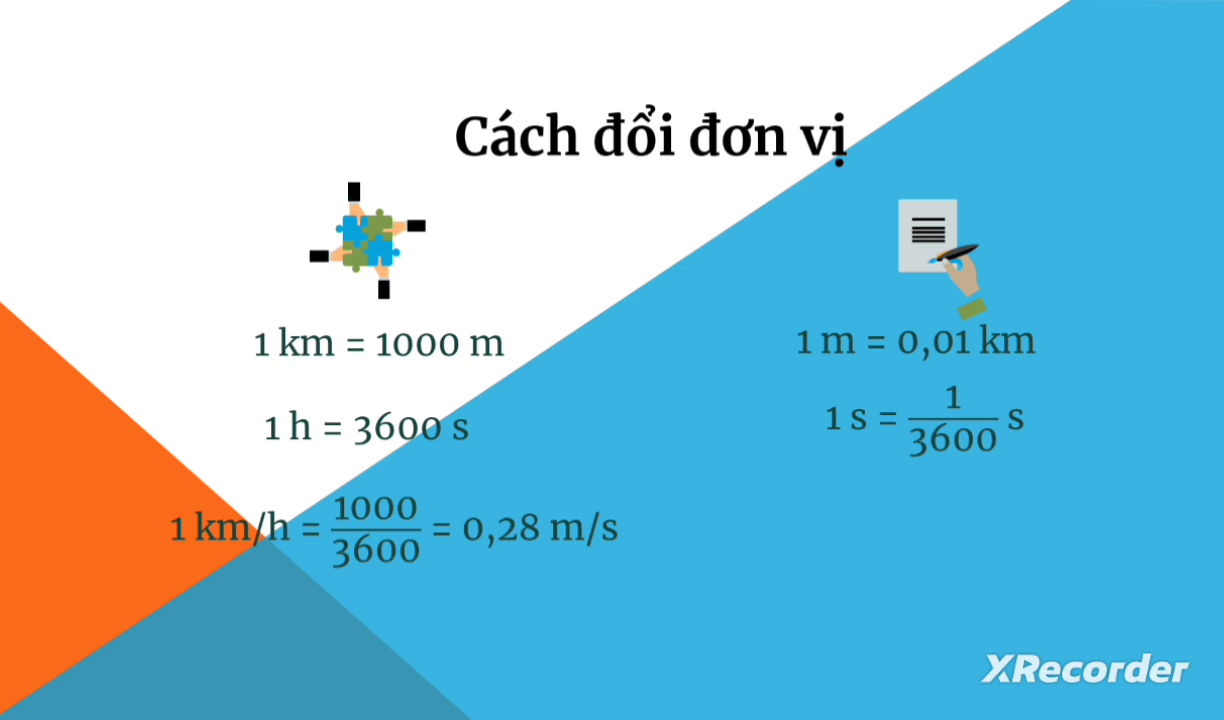 Cách đổi đơn vị
1 km = 1000 m
1 m = 0,01 km
1 h = 3600 s
1 s = 1/3600 s
1 km/h = 1000/3600 = 0,28 m/s
XRecorder